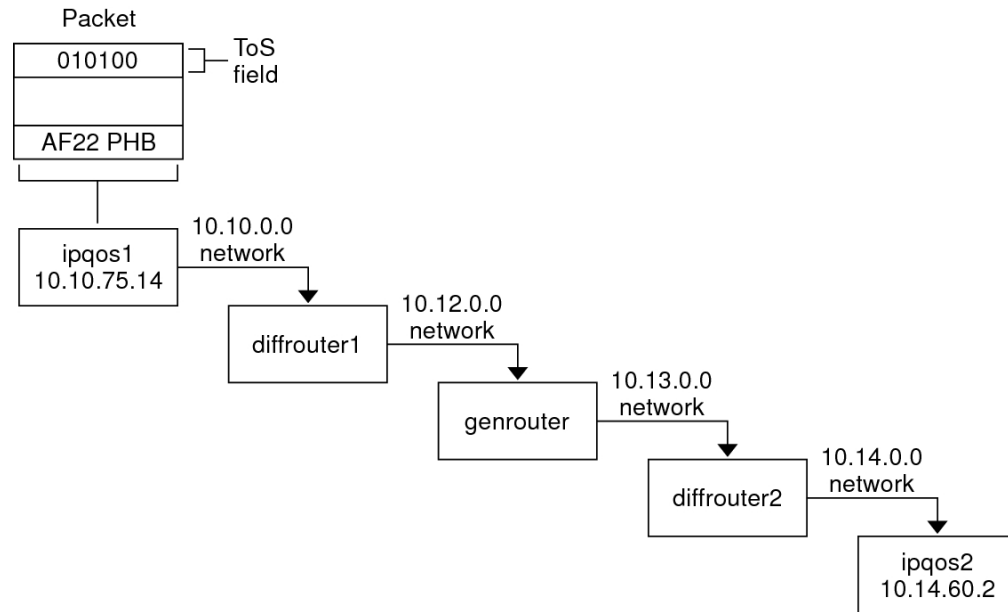 Packet
010100
ToS
field
AF22 PHB
ipqos1
10.10.75.14
10.10.0.0
network
diffrouter1
10.12.0.0
network
genrouter
10.13.0.0
network
diffrouter2
10.14.0.0
network
ipqos2
10.14.60.2